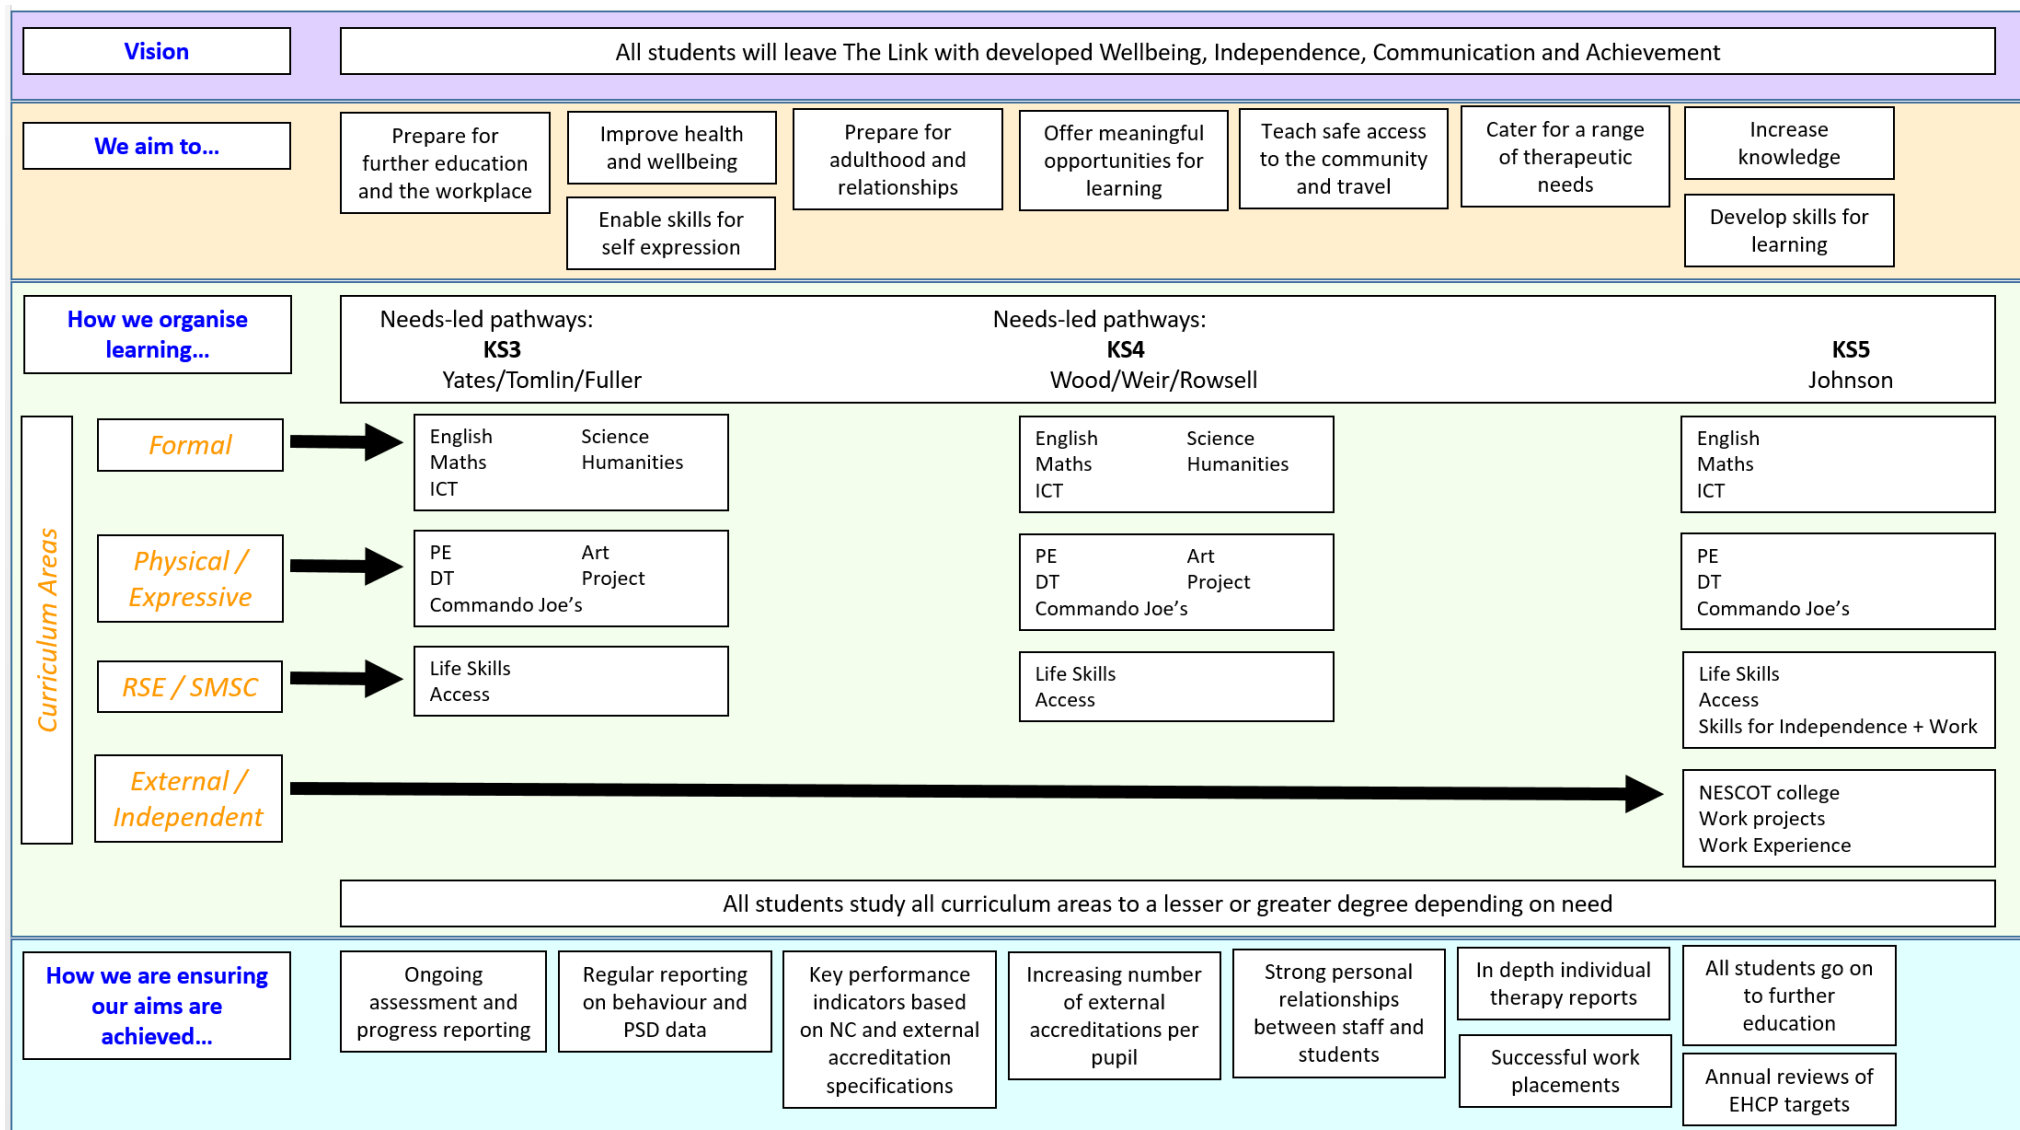 Vision
All students will leave The Link with developed Wellbeing, Independence, Communication and Achievement
We aim to...
Prepare for
further education
and the workplace
Improve health
and wellbeing
Enable skills for
self expression
Prepare for
adulthood and
relationships
Offer meaningful
opportunities for
learning
Teach safe access
to the community
and travel
Cater for a range
of therapeutic
needs
Increase
knowledge
Develop skills for
learning
How we organise
learning...
Needs-led pathways:
KS3
Yates/Tomlin/Fuller
Needs-led pathways:
KS4
Wood/Weir/Rowsell
KS5
Johnson
Curriculum Areas
Formal
English Science
Maths Humanities
ICT
English Science
Maths Humanities
ICT
English
Maths
ICT
Physical /
Expressive
PE Art
DT Project
Commando Joe’s
PE Art
DT Project
Commando Joe’s
PE
DT
Commando Joe’s
RSE / SMSC
Life Skills
Access
Life Skills
Access
Life Skills
Access
Skills for Independence + Work
External /
Independent
NESCOT college
Work projects
Work Experience
All students study all curriculum areas to a lesser or greater degree depending on need
How we are ensuring
our aims are
achieved...
Ongoing
assessment and
progress reporting
Regular reporting
on behaviour and
PSD data
Key performance
indicators based
on NC and external
accreditation
specifications
Increasing number
of external
accreditations per
pupil
Strong personal
relationships
between staff and
students
In depth individual
therapy reports
Successful work
placements
All students go on
to further
education
Annual reviews of
EHCP targets